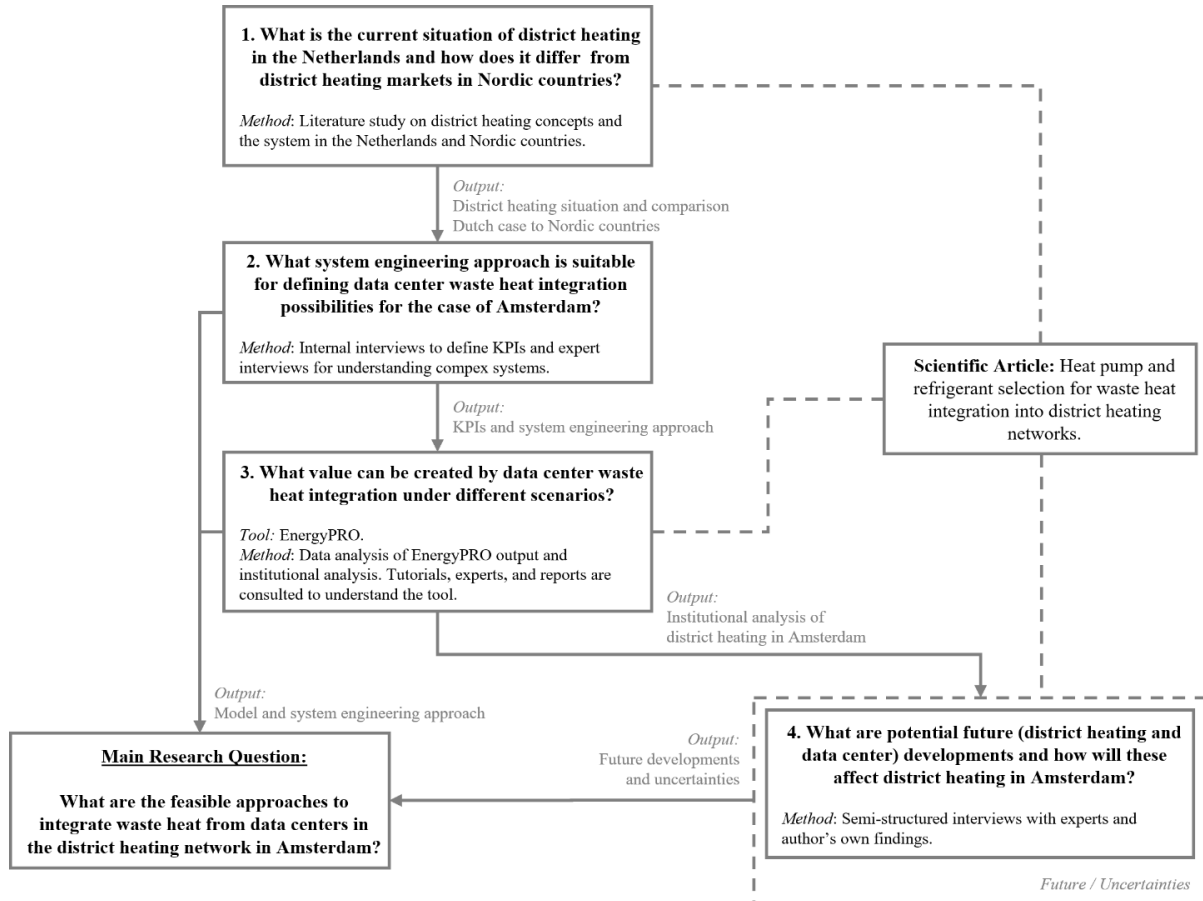 1. What is the current situation of district heating
in the Netherlands and how does it differ from
district heating markets in Nordic countries?
Method: Literature study on district heating concepts and
the system in the Netherlands and Nordic countries.
Output:
District heating situation and comparison
Dutch case to Nordic countries
2. What system engineering approach is suitable
for defining data center waste heat integration
possibilities for the case of Amsterdam?
Method: Internal interviews to define KPIs and expert
interviews for understanding compex systems.
Scientific Article: Heat pump and
refrigerant selection for waste heat
integration into district heating
networks.
Output:
KPIs and system engineering approach
3. What value can be created by data center waste
heat integration under different scenarios?
Tool: EnergyPRO.
Method: Data analysis of EnergyPRO output and
institutional analysis. Tutorials, experts, and reports are
consulted to understand the tool.
Output:
Institutional analysis of
district heating in Amsterdam
Output:
Model and system engineering approach
Main Research Question:
What are the feasible approaches to
integrate waste heat from data centers in
the district heating network in Amsterdam?
Output:
Future developments
and uncertainties
4. What are potential future (district heating and
data center) developments and how will these
affect district heating in Amsterdam?
Method: Semi-structured interviews with experts and
author's own findings.
Future / Uncertainties